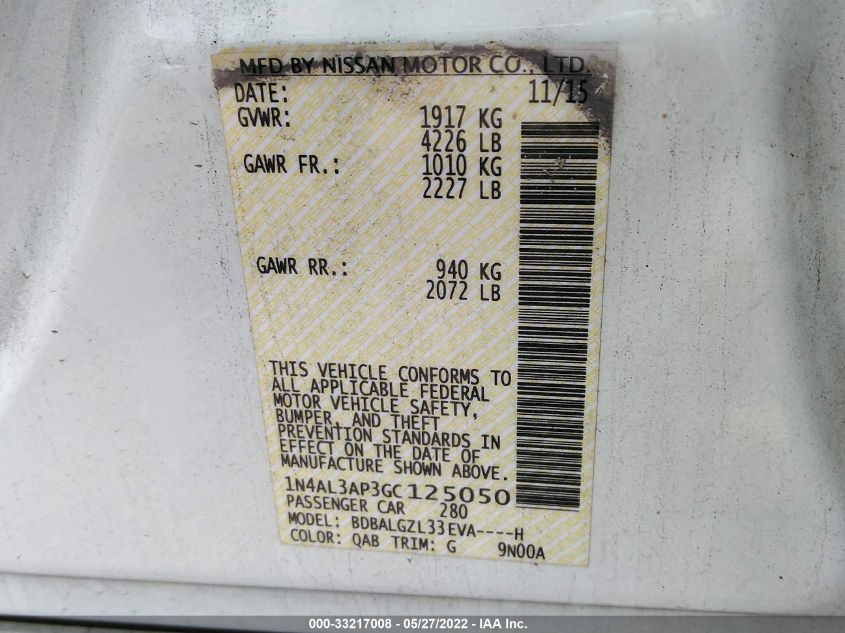 MFD BY NISSAN MOTOR CO., LTD.
DATE: 11/15
GVWR: 1917 KG
4226 LB
GAWR FR.: 1010 KG
2227 LB
GAWR RR.: 940 KG
2072 LB
THIS VEHICLE CONFORMS TO
ALL APPLICABLE FEDERAL
MOTOR VEHICLE SAFETY,
BUMPER, AND THEFT
PREVENTION STANDARDS IN
EFFECT ON THE DATE OF
MANUFACTURE SHOWN ABOVE.
1N4AL3AP3GC125050
PASSENGER CAR 280
MODEL: BDBALGZL33EVA----H
COLOR: QAB TRIM: G 9N00A
000-33217008 - 05/27/2022 - IAA Inc.